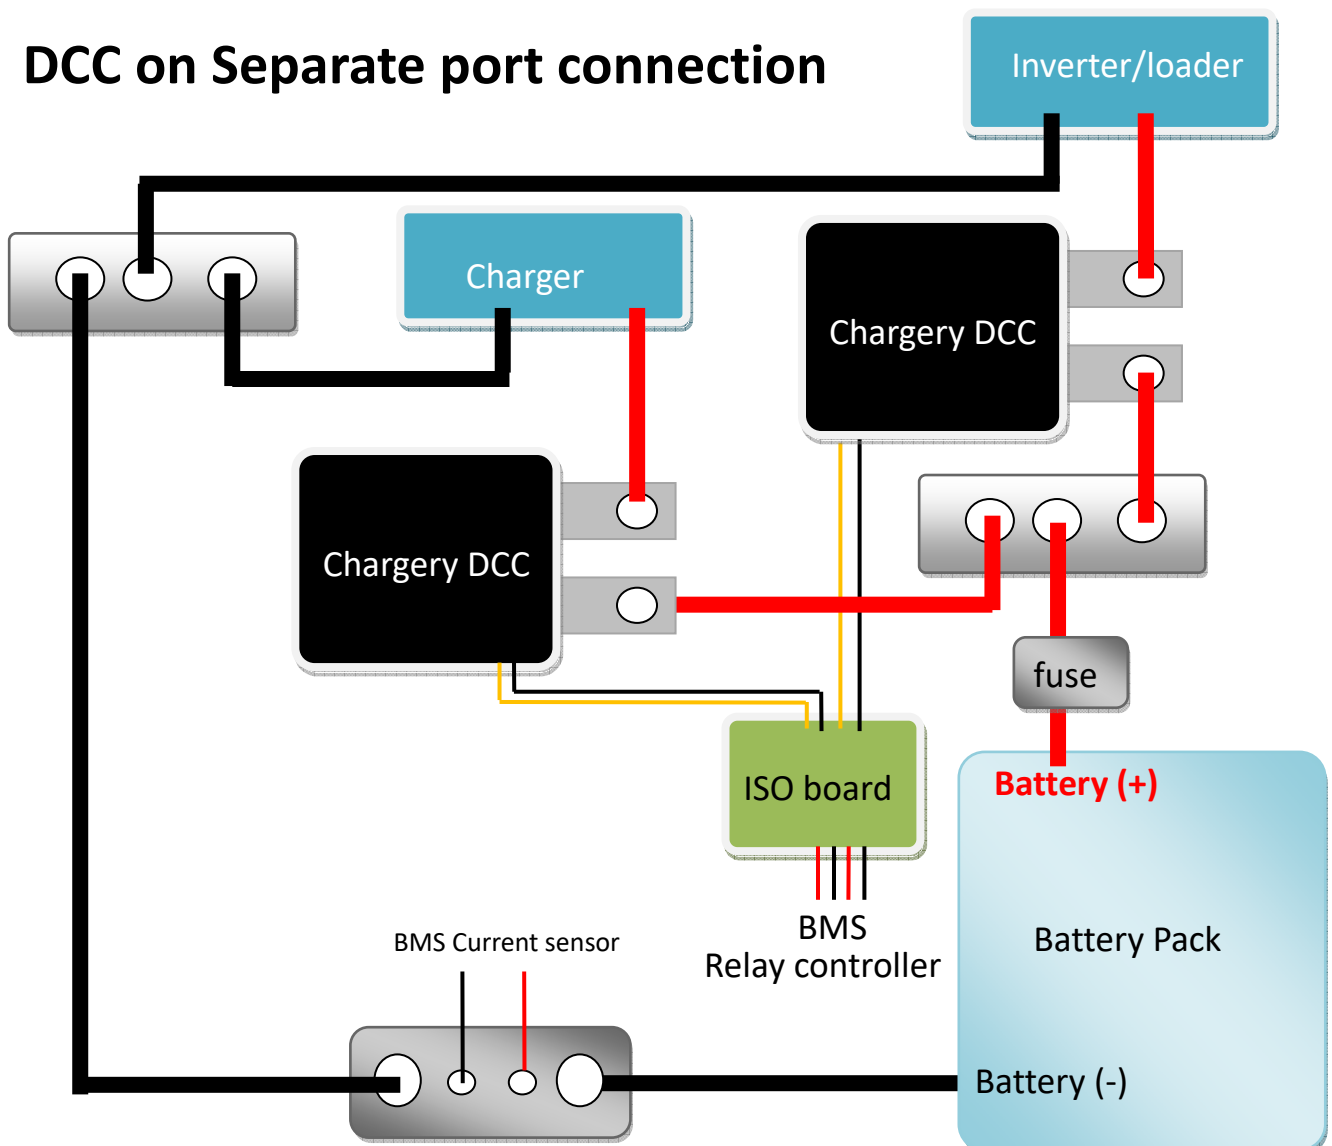 DCC on Separate port connection
Inverter/loader
Charger
Chargery DCC
Chargery DCC
fuse
ISO board
Battery (+)
BMS
Relay controller
BMS Current sensor
Battery Pack
Battery (-)